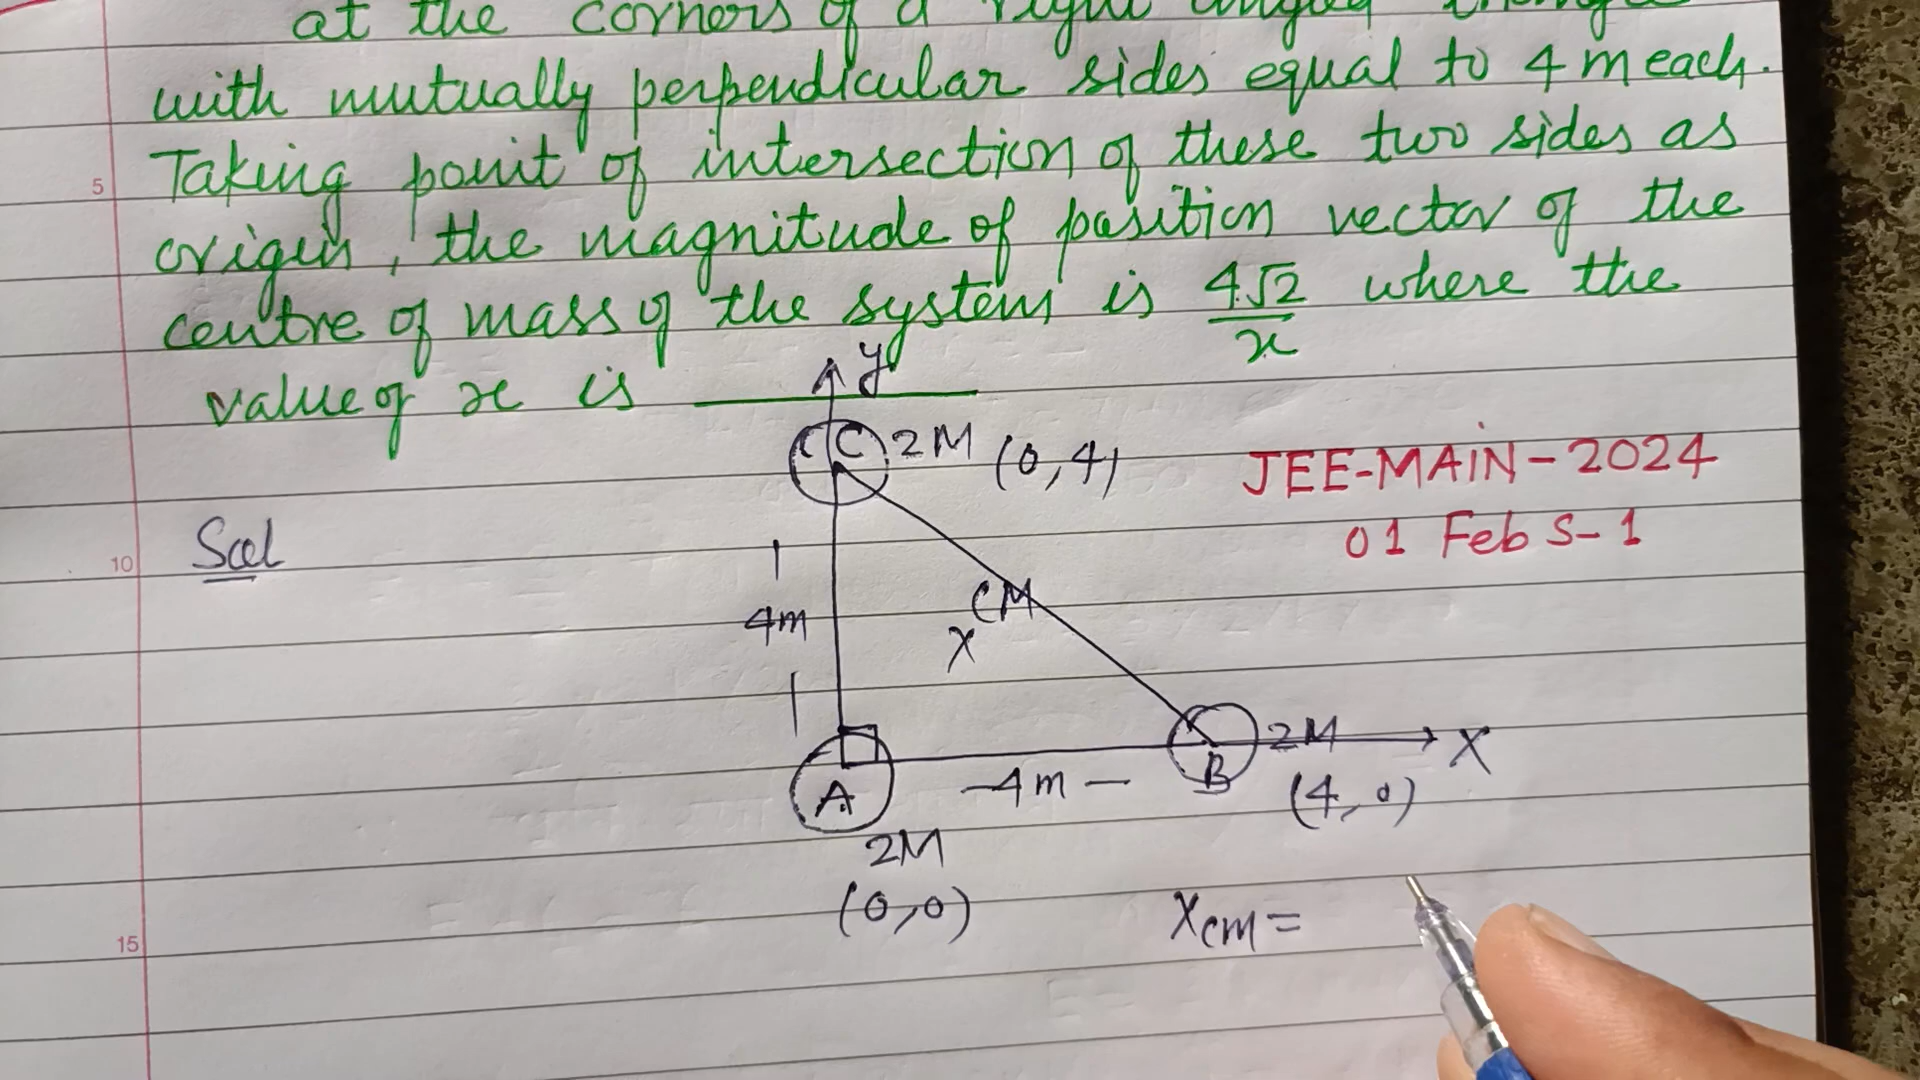 at the corners of a right angled
with mutually perpendicular sides equal to 4 m each.
Taking point of intersection of these two sides as
origin, the magnitude of position vector of the
centre of mass of the system is 4√2/x where the
value of x is ______
y
C 2M (0,4)
JEE-MAIN-2024
01 Feb S-1
5
10
15
Sol
4m
CM
X
A
2M
(0,0)
4m
B
2M
(4,0)
X
Xcm =